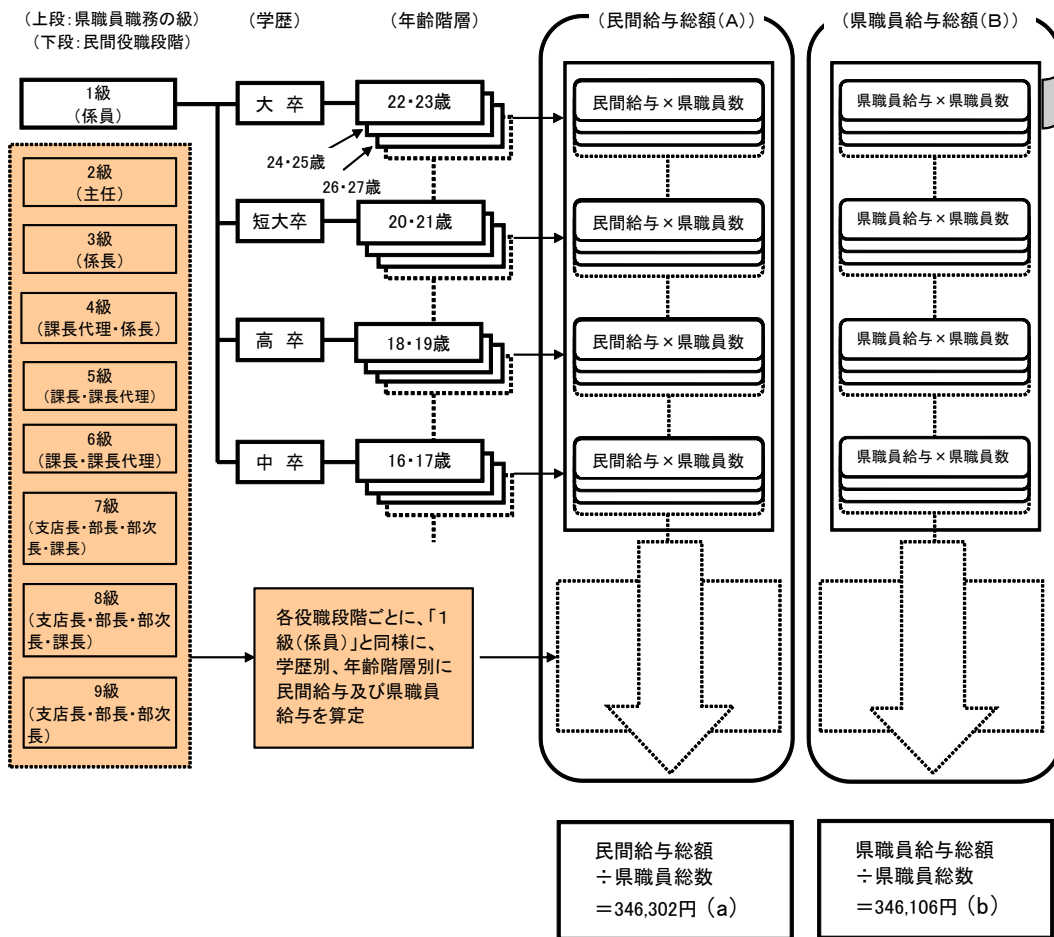 (上段：県職員職務の級)
(下段：民間役職段階)
(学歴)
(年齢階層)
(民間給与総額(A))
(県職員給与総額(B))
1級
(係員)
大 卒
22・23歳
24・25歳
26・27歳
民間給与×県職員数
県職員給与×県職員数
2級
(主任)
3級
(係長)
4級
(課長代理・係長)
5級
(課長・課長代理)
6級
(課長・課長代理)
7級
(支店長・部長・部次
長・課長)
8級
(支店長・部長・部次
長・課長)
9級
(支店長・部長・部次
長)
短大卒
20・21歳
民間給与×県職員数
県職員給与×県職員数
高 卒
18・19歳
民間給与×県職員数
県職員給与×県職員数
中 卒
16・17歳
民間給与×県職員数
県職員給与×県職員数
各役職段階ごとに、「1
級(係員)」と同様に、
学歴別、年齢階層別に
民間給与及び県職員
給与を算定
民間給与総額
÷県職員総数
＝346,302円 (a)
県職員給与総額
÷県職員総数
＝346,106円 (b)